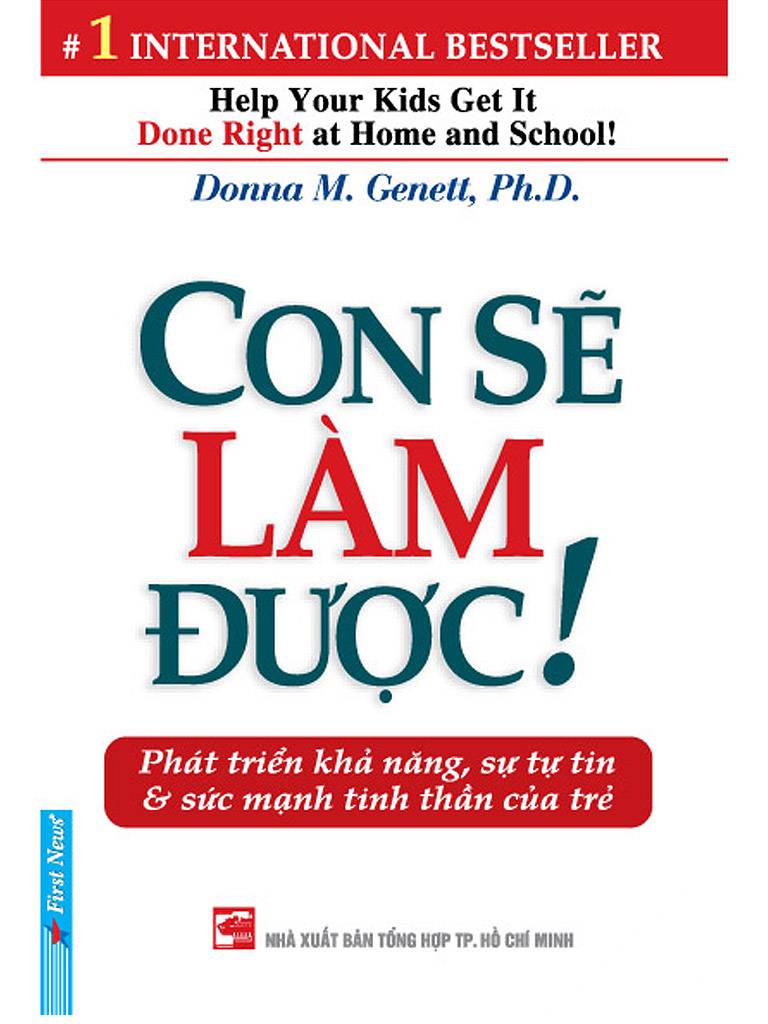 # 1 INTERNATIONAL BESTSELLER
Help Your Kids Get It
Done Right at Home and School!
Donna M. Genett, Ph.D.
CON SẼ
LÀM
ĐƯỢC!
Phát triển khả năng, sự tự tin
& sức mạnh tinh thần của trẻ
First News
NHÀ XUẤT BẢN TỔNG HỢP TP. HỒ CHÍ MINH